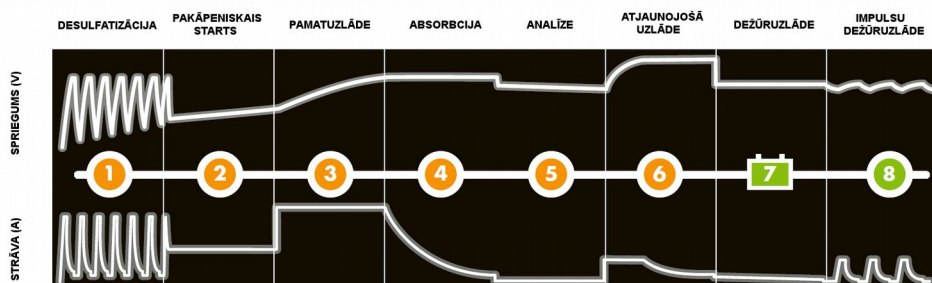 DESULFATIZĀCIJA
PAKĀPENISKAIS
STARTS
PAMATUZLĀDE
ABSORBCIJA
ANALĪZE
ATJAUNOJOŠĀ
UZLĀDE
DEŽŪRUZLĀDE
IMPULSU
DEŽŪRUZLĀDE
SPRIEGUMS (V)
1 2 3 4 5 6 7 8
STRĀVA (A)